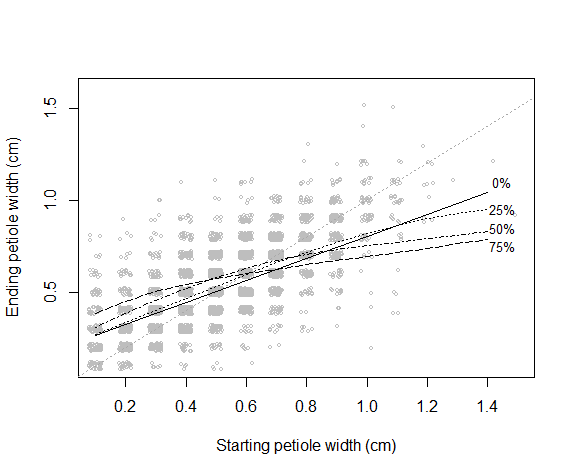 1.5
1.0
0.5
Ending petiole width (cm)
0%
25%
50%
75%
0.2 0.4 0.6 0.8 1.0 1.2 1.4
Starting petiole width (cm)